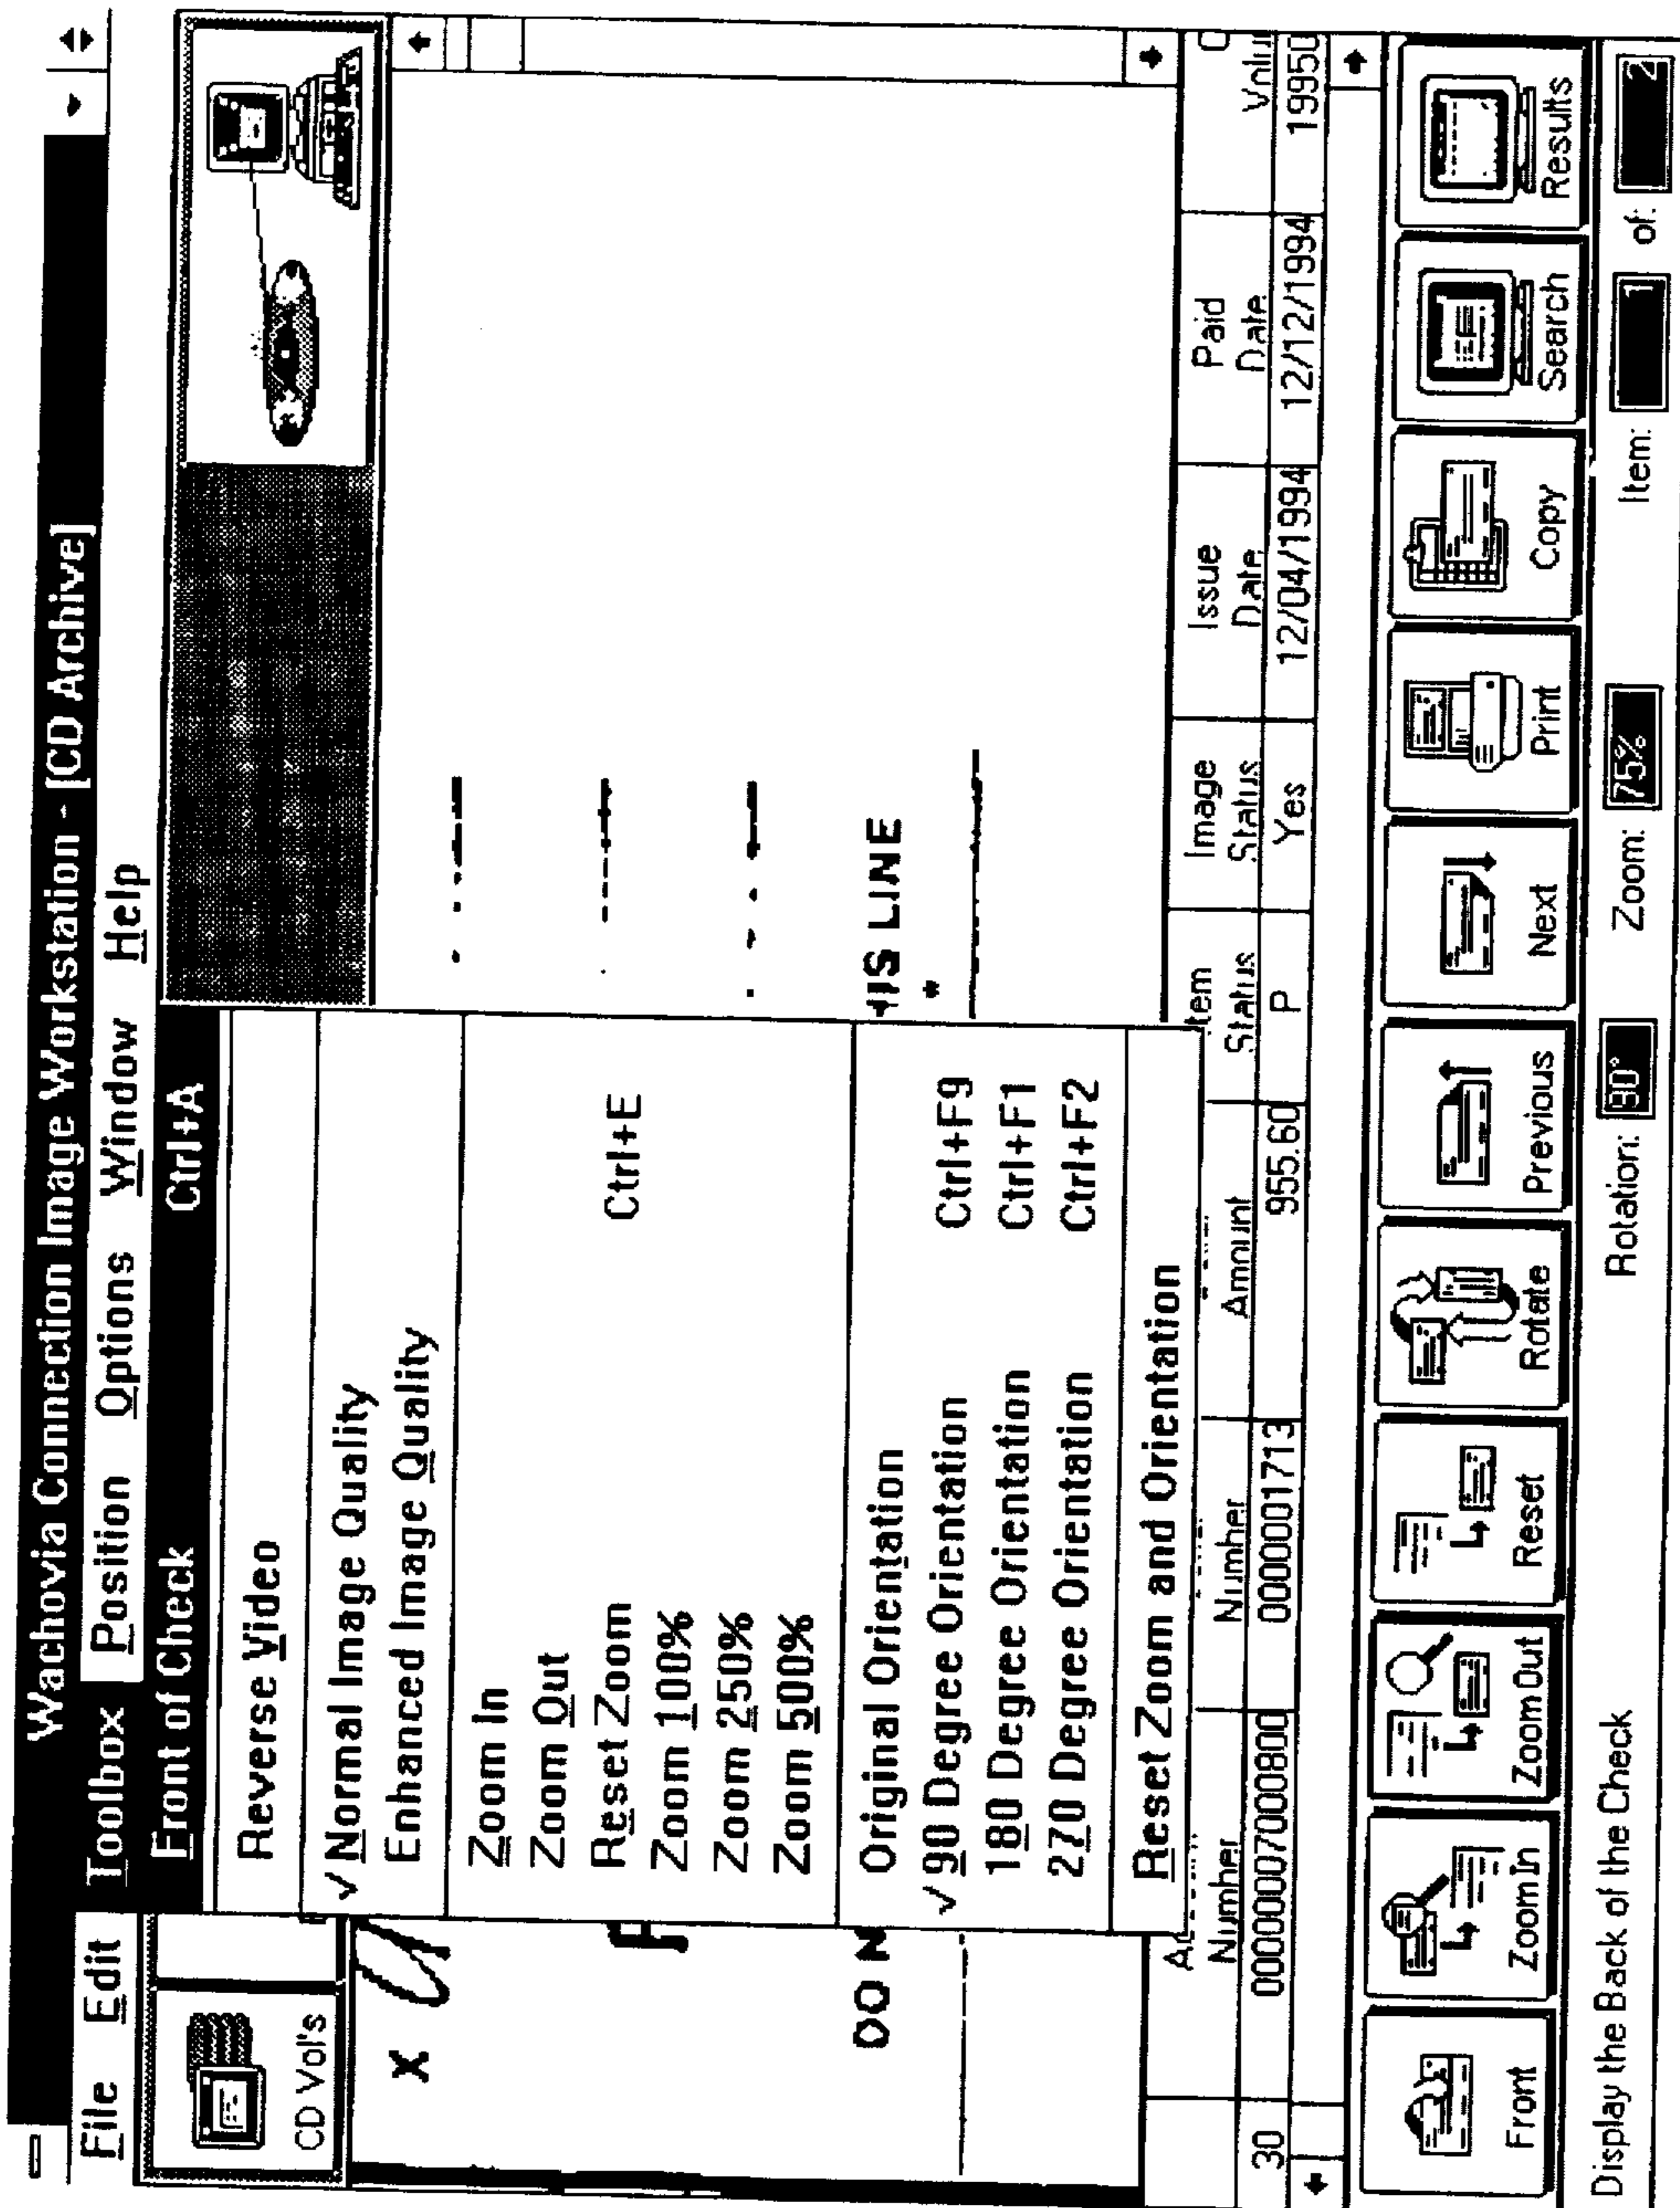 Wachovia Connection Image Workstation - [CD Archive]
File Edit Toolbox Position Options Window Help
Front of Check Ctrl+A
Reverse Video
√ Normal Image Quality
Enhanced Image Quality
Zoom In
Zoom Out
Reset Zoom Ctrl+E
Zoom 100%
Zoom 250%
Zoom 500%
Original Orientation
√ 90 Degree Orientation Ctrl+F9
180 Degree Orientation Ctrl+F1
270 Degree Orientation Ctrl+F2
Reset Zoom and Orientation
CD Vol's
X
DO N
HIS LINE
*
tem Image Issue Paid
Number Number Amount Status Status Date Date Volu
30 0000007000800 0000001713 955.60 P Yes 12/04/1994 12/12/1994 19950
Front Zoom In Zoom Out Reset Rotate Previous Next Print Copy Search Results
Display the Back of the Check Rotation: 90° Zoom: 75% Item: 1 of: 2